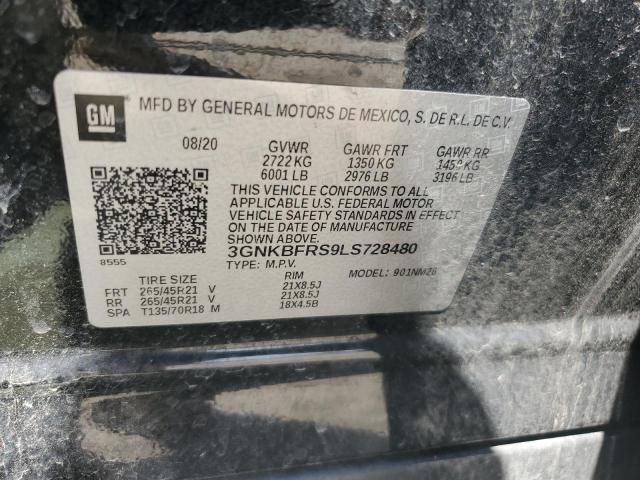 GM
MFD BY GENERAL MOTORS DE MEXICO, S. DE R.L. DE C.V.
08/20 GVWR GAWR FRT GAWR RR
2722 KG 1350 KG 1450 KG
6001 LB 2976 LB 3196 LB
THIS VEHICLE CONFORMS TO ALL
APPLICABLE U.S. FEDERAL MOTOR
VEHICLE SAFETY STANDARDS IN EFFECT
ON THE DATE OF MANUFACTURE
SHOWN ABOVE.
8555 3GNKBFRS9LS728480
TYPE: M.P.V. MODEL: 901NM26
TIRE SIZE RIM
FRT 265/45R21 V 21X8.5J
RR 265/45R21 V 21X8.5J
SPA T135/70R18 M 18X4.5B